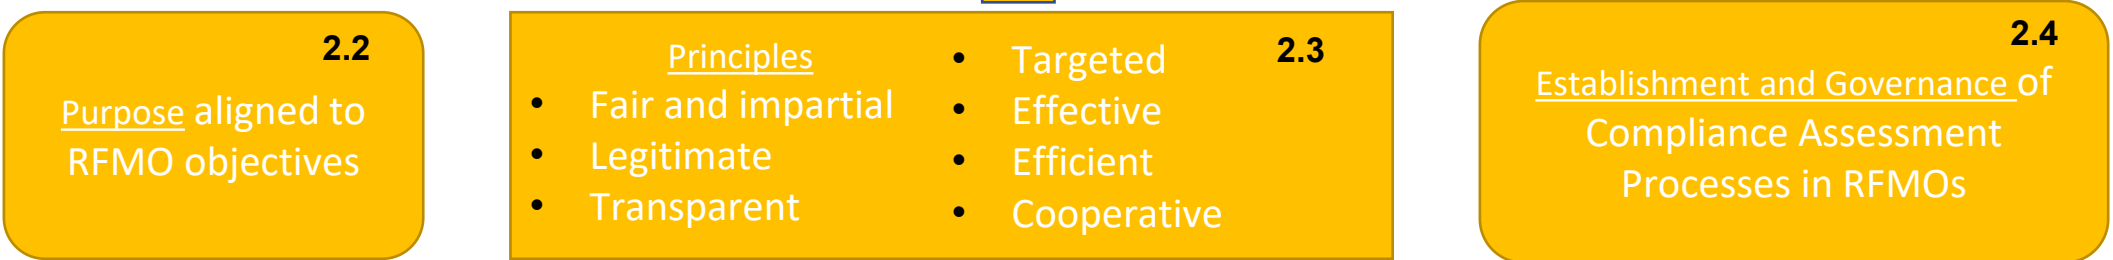 2.2
Purpose aligned to
RFMO objectives
Principles
• Fair and impartial
• Legitimate
• Transparent
• Targeted
• Effective
• Efficient
• Cooperative
2.3
2.4
Establishment and Governance of
Compliance Assessment
Processes in RFMOs